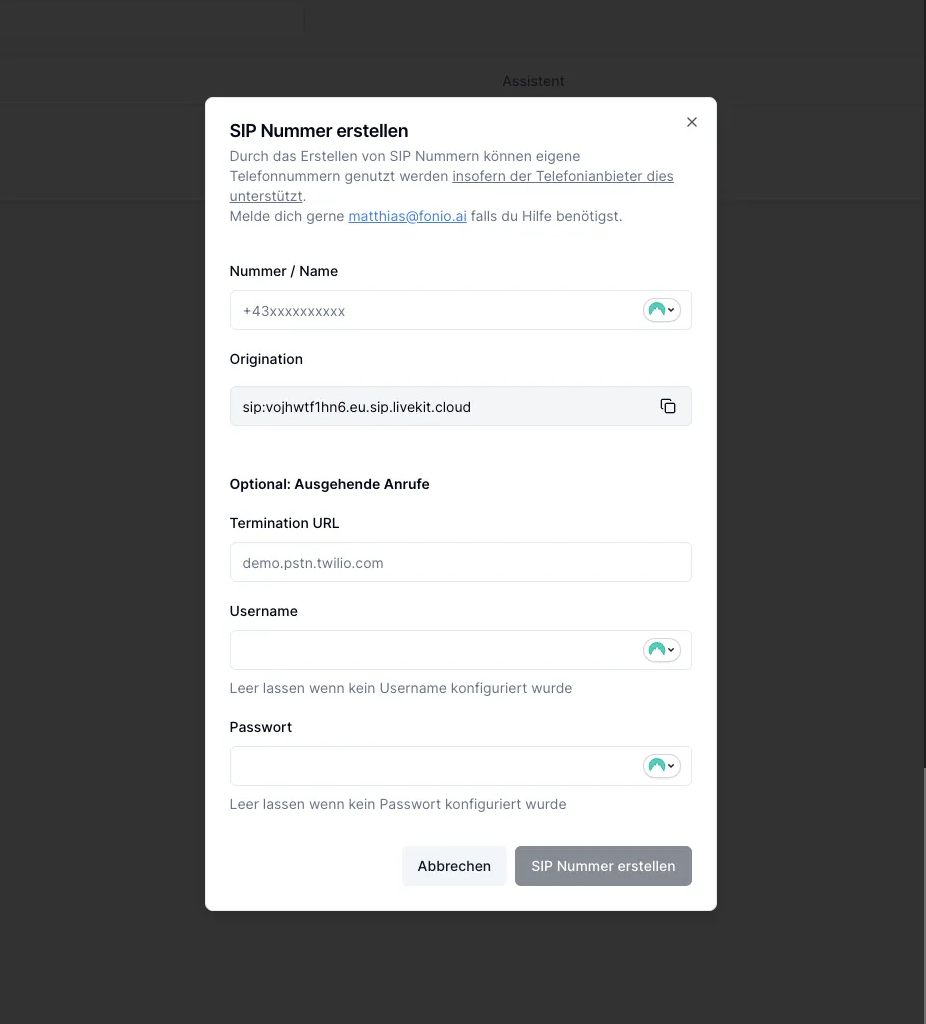 Assistent
SIP Nummer erstellen
Durch das Erstellen von SIP Nummern können eigene
Telefonnummern genutzt werden insofern der Telefonianbieter dies
unterstützt.
Melde dich gerne matthias@fonio.ai falls du Hilfe benötigst.
Nummer / Name
+43xxxxxxxxxx
Origination
sip:vojhwtf1hn6.eu.sip.livekit.cloud
Optional: Ausgehende Anrufe
Termination URL
demo.pstn.twilio.com
Username
Leer lassen wenn kein Username konfiguriert wurde
Passwort
Leer lassen wenn kein Passwort konfiguriert wurde
Abbrechen
SIP Nummer erstellen